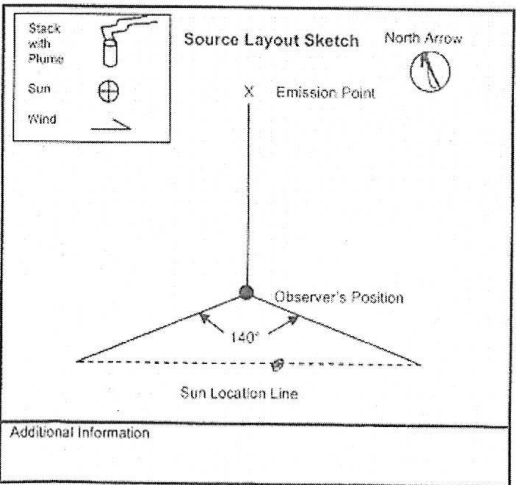 Stack
with
Plume
Sun
Wind
Source Layout Sketch
North Arrow
X Emission Point
Observer's Position
140°
Sun Location Line
Additional Information